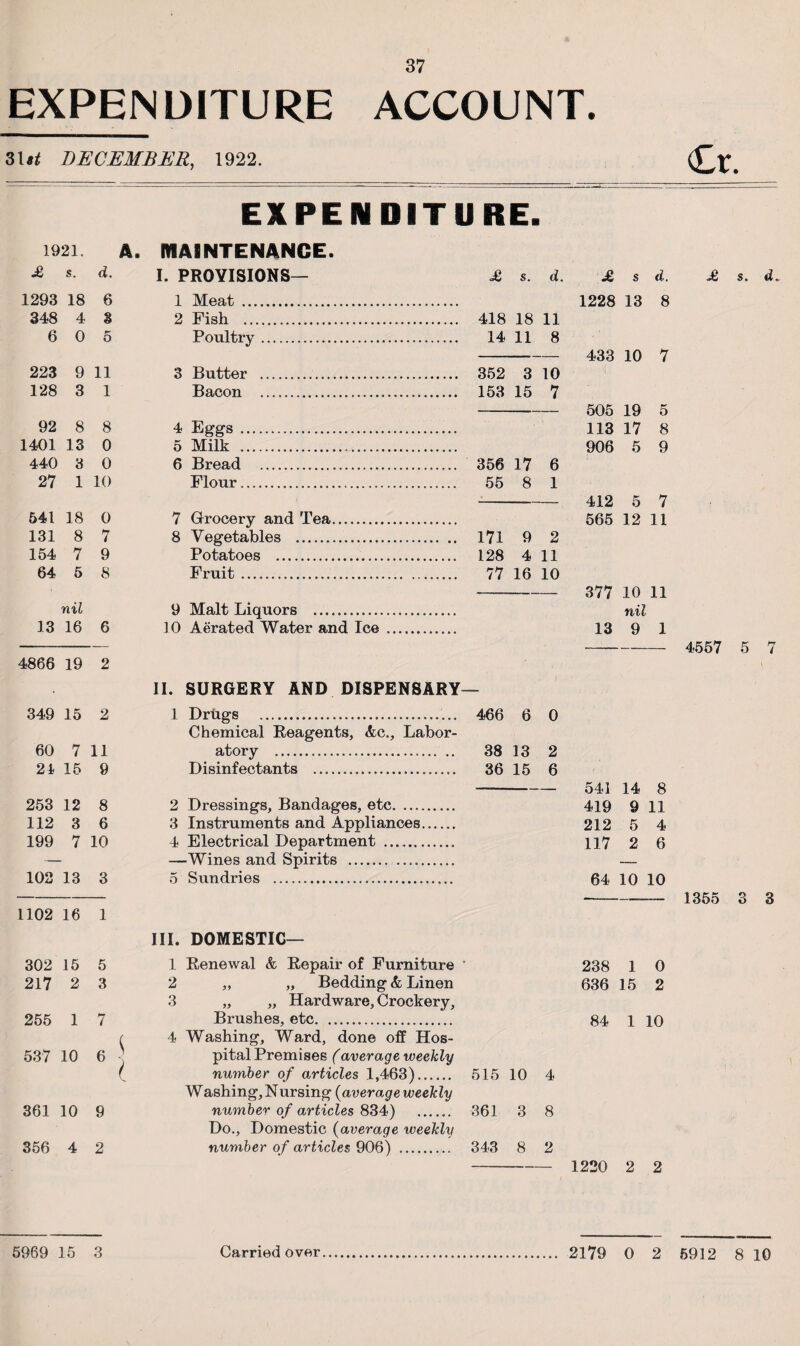 37
EXPENDITURE ACCOUNT.
31st DECEMBER, 1922. Cr.
EXPENDITURE.
1921. A. MAINTENANCE.
£ s. d. I. PROVISIONS— £ s. d. £ s d. £ s. d.
1293 18 6 1 Meat ........ 1228 13 8
348 4 3 2 Fish ........ 418 18 11
6 0 5 Poultry ........ 14 11 8
433 10 7
223 9 11 3 Butter ........ 352 3 10
128 3 1 Bacon ........ 153 15 7
505 19 5
92 8 8 4 Eggs ........ 113 17 8
1401 13 0 5 Milk ........ 906 5 9
440 3 0 6 Bread ........ 356 17 6
27 1 10 Flour ........ 55 8 1
412 5 7
541 18 0 7 Grocery and Tea ........ 565 12 11
131 8 7 8 Vegetables ........ 171 9 2
154 7 9 Potatoes ........ 128 4 11
64 5 8 Fruit ........ 77 16 10
377 10 11
nil 9 Malt Liquors ........ nil
13 16 6 10 Aërated Water and Ice ........ 13 9 1
4557 5 7
4866 19 2
II. SURGERY AND DISPENSARY—
349 15 2 1 Drugs ........ 466 6 0
Chemical Reagents, &c., Labor-
60 7 11 atory ........ 38 13 2
24 15 9 Disinfectants ........ 36 15 6
541 14 8
253 12 8 2 Dressings, Bandages, etc. ........ 419 9 11
112 3 6 3 Instruments and Appliances...... 212 5 4
199 7 10 4 Electrical Department ........ 117 2 6
— —Wines and Spirits ........ —
102 13 3 5 Sundries ........ 64 10 10
1355 3 3
1102 16 1
III. DOMESTIC—
302 15 5 1 Renewal & Repair of Furniture 238 1 0
217 2 3 2 „ „ Bedding & Linen 636 15 2
3 „ „ Hardware, Crockery,
255 1 7 Brushes, etc. ........ 84 1 10
4 Washing, Ward, done off Hos-
537 10 6 pital Premises (average weekly
number of articles 1,463)...... 515 10 4
Washing, Nursing (average weekly
361 10 9 number of articles 834) ...... 361 3 8
Do., Domestic (average weekly
356 4 2 number of articles 906) ........ 343 8 2
1220 2 2
5969 15 3 Carried over........ 2179 0 2 5912 8 10